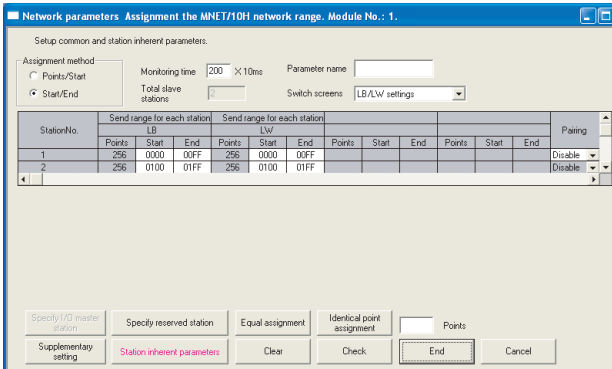 Network parameters Assignment the MNET/10H network range. Module No.: 1.
Setup common and station inherent parameters.
Assignment method
Points/Start
Start/End
Monitoring time 200 X 10ms
Total slave stations 2
Parameter name
Switch screens LB/LW settings
StationNo. Send range for each station Send range for each station Pairing
LB LW
Points Start End Points Start End Points Start End Points Start End
1 256 0000 00FF 256 0000 00FF Disable
2 256 0100 01FF 256 0100 01FF Disable
Specify I/O master station Specify reserved station Equal assignment Identical point assignment Points
Supplementary setting Station inherent parameters Clear Check End Cancel